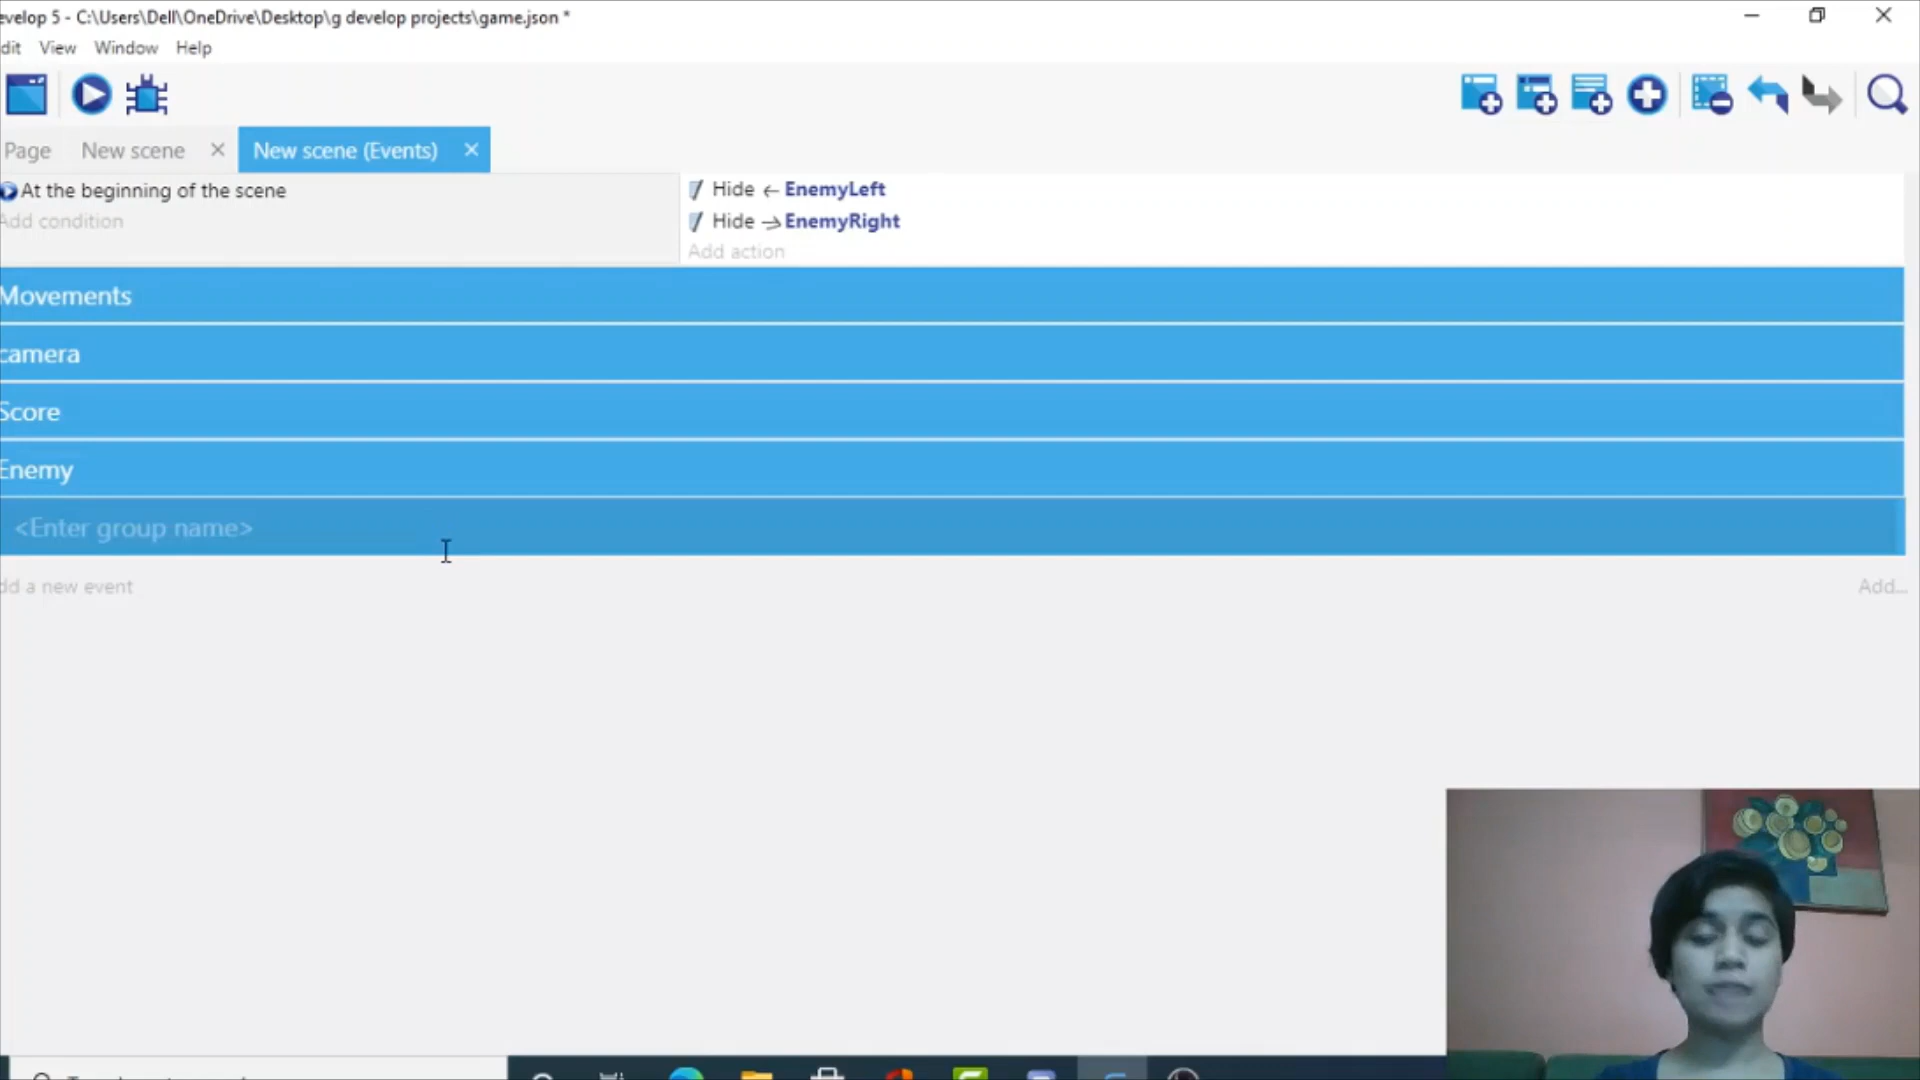 evelop 5 - C:\Users\Dell\OneDrive\Desktop\g develop projects\game.json *
dit View Window Help
Page New scene × New scene (Events) ×
At the beginning of the scene
Add condition
Hide EnemyLeft
Hide EnemyRight
Add action
Movements
camera
Score
Enemy
<Enter group name>
dd a new event
Add...